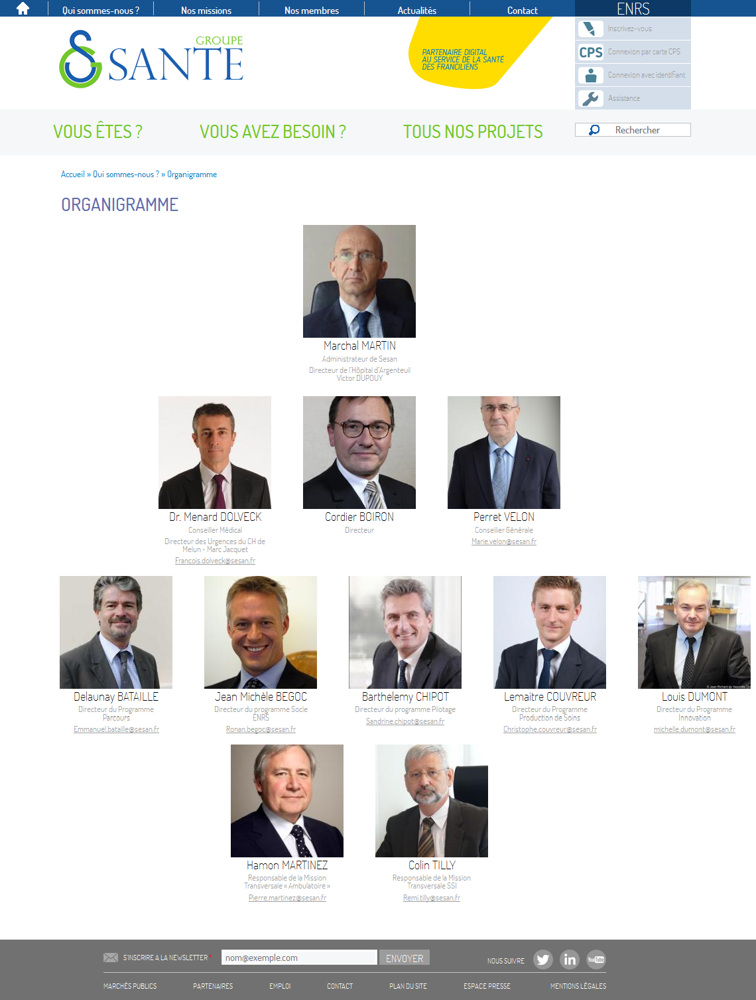 Qui sommes-nous ?
Nos missions
Nos membres
Actualités
Contact
ENRS
Inscrivez-vous
CPS Connexion par carte CPS
Connexion avec identifiant
Assistance
GROUPE
SANTE
PARTENAIRE DIGITAL
AU SERVICE DE LA SANTÉ
DES FRANCILIENS
VOUS ÊTES ?
VOUS AVEZ BESOIN ?
TOUS NOS PROJETS
Rechercher
Accueil » Qui sommes-nous ? » Organigramme
ORGANIGRAMME
Marchal MARTIN
Administrateur de Sesan
Directeur de l'Hôpital d'Argenteuil
Victor DUPOUY
Dr. Menard DOLVECK
Conseiller Médical
Directeur des Urgences du CH de
Melun - Marc Jacquet
Francois.dolveck@sesan.fr
Cordier BOIRON
Directeur
Perret VELON
Conseiller Générale
Marie.velon@sesan.fr
Delaunay BATAILLE
Directeur du Programme
Parcours
Emmanuel.bataille@sesan.fr
Jean Michèle BEGOC
Directeur du programme Socle
ENRS
Ronan.begoc@sesan.fr
Barthelemy CHIPOT
Directeur du programme Pilotage
Sandrine.chipot@sesan.fr
Lemaitre COUVREUR
Directeur du Programme
Production de Soins
Christophe.couvreur@sesan.fr
Louis DUMONT
Directeur du Programme
Innovation
michelle.dumont@sesan.fr
Hamon MARTINEZ
Responsable de la Mission
Transversale « Ambulatoire »
Pierre.martinez@sesan.fr
Colin TILLY
Responsable de la Mission
Transversale SSI
Remi.tilly@sesan.fr
S'INSCRIRE A LA NEWSLETTER *
nom@exemple.com
ENVOYER
NOUS SUIVRE
in
YouTube
MARCHÉS PUBLICS
PARTENAIRES
EMPLOI
CONTACT
PLAN DU SITE
ESPACE PRESSE
MENTIONS LÉGALES